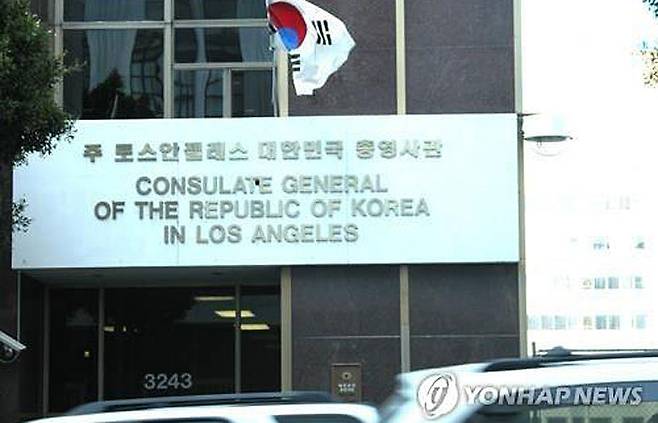 주 로스안젤레스 대한민국 총영사관
CONSULATE GENERAL
OF THE REPUBLIC OF KOREA
IN LOS ANGELES
3243
YONHAP NEWS